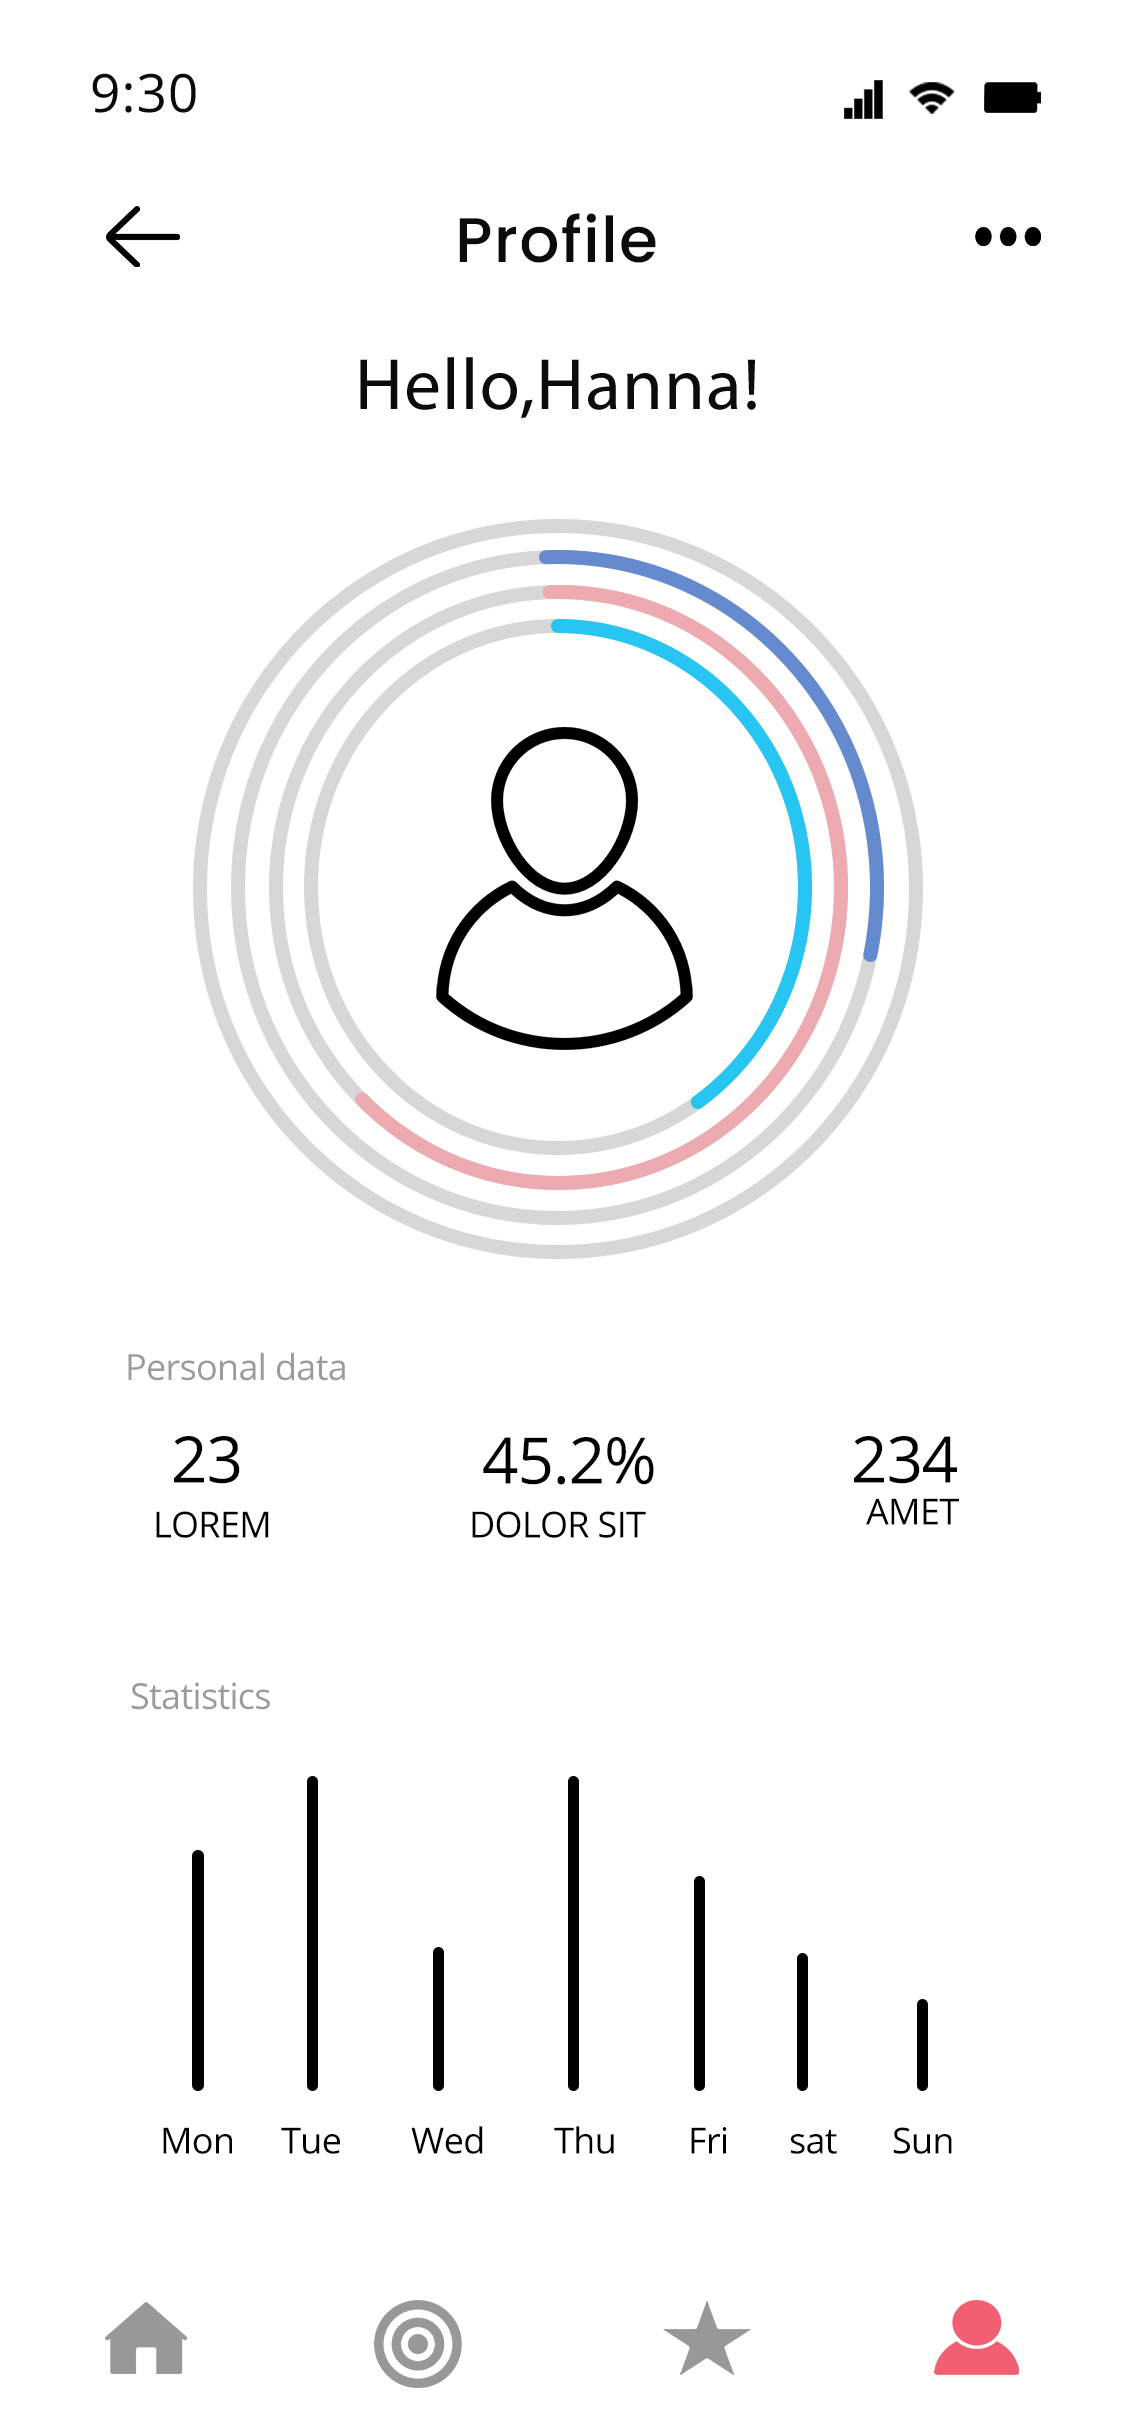 9:30
Profile
Hello,Hanna!
Personal data
23 45.2% 234
LOREM DOLOR SIT AMET
Statistics
Mon Tue Wed Thu Fri sat Sun